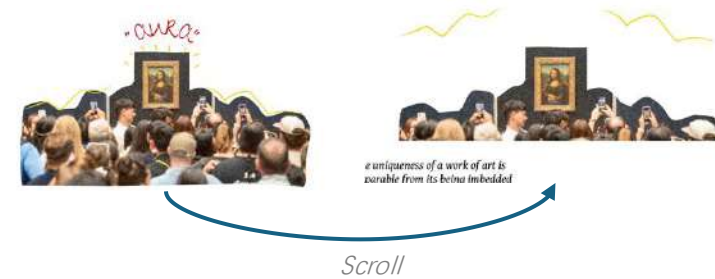 "aura"
e uniqueness of a work of art is
parable from its being imbedded
Scroll